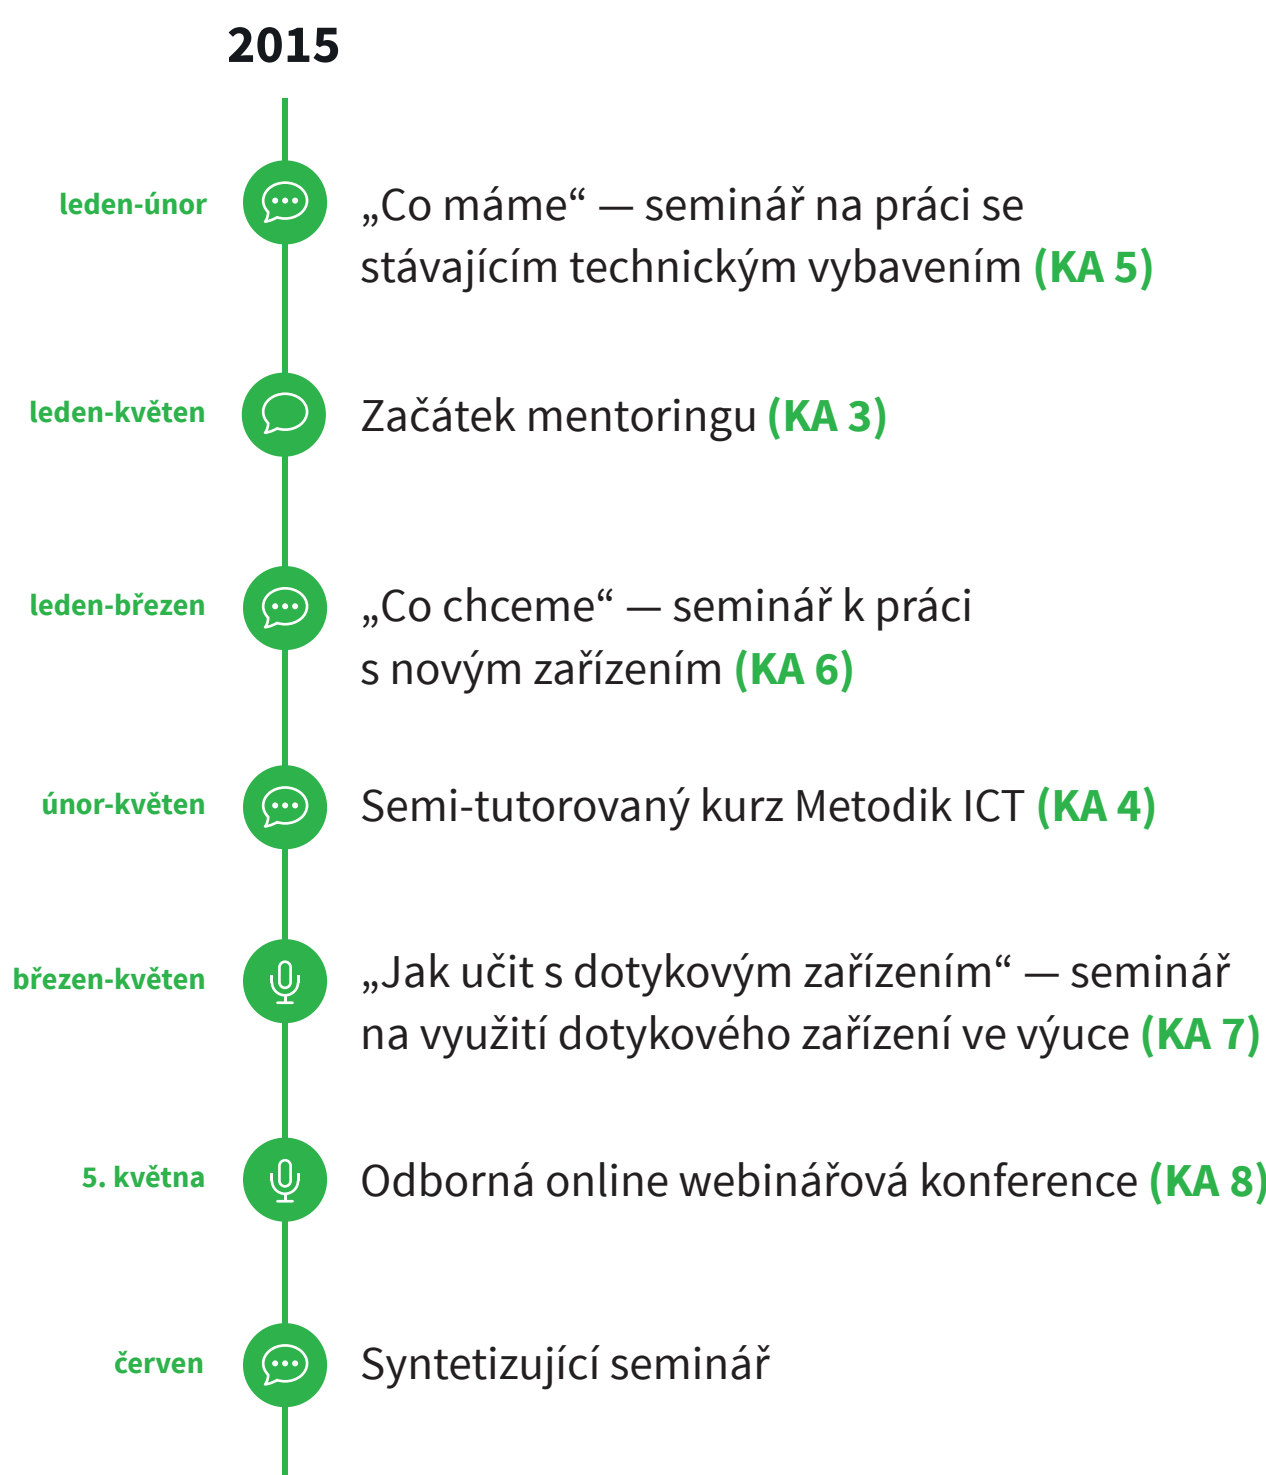 2015
leden-únor
„Co máme“ — seminář na práci se
stávajícím technickým vybavením (KA 5)
leden-květen
Začátek mentoringu (KA 3)
leden-březen
„Co chceme“ — seminář k práci
s novým zařízením (KA 6)
únor-květen
Semi-tutorovaný kurz Metodik ICT (KA 4)
březen-květen
„Jak učit s dotykovým zařízením“ — seminář
na využití dotykového zařízení ve výuce (KA 7)
5. května
Odborná online webinářová konference (KA 8)
červen
Syntetizující seminář